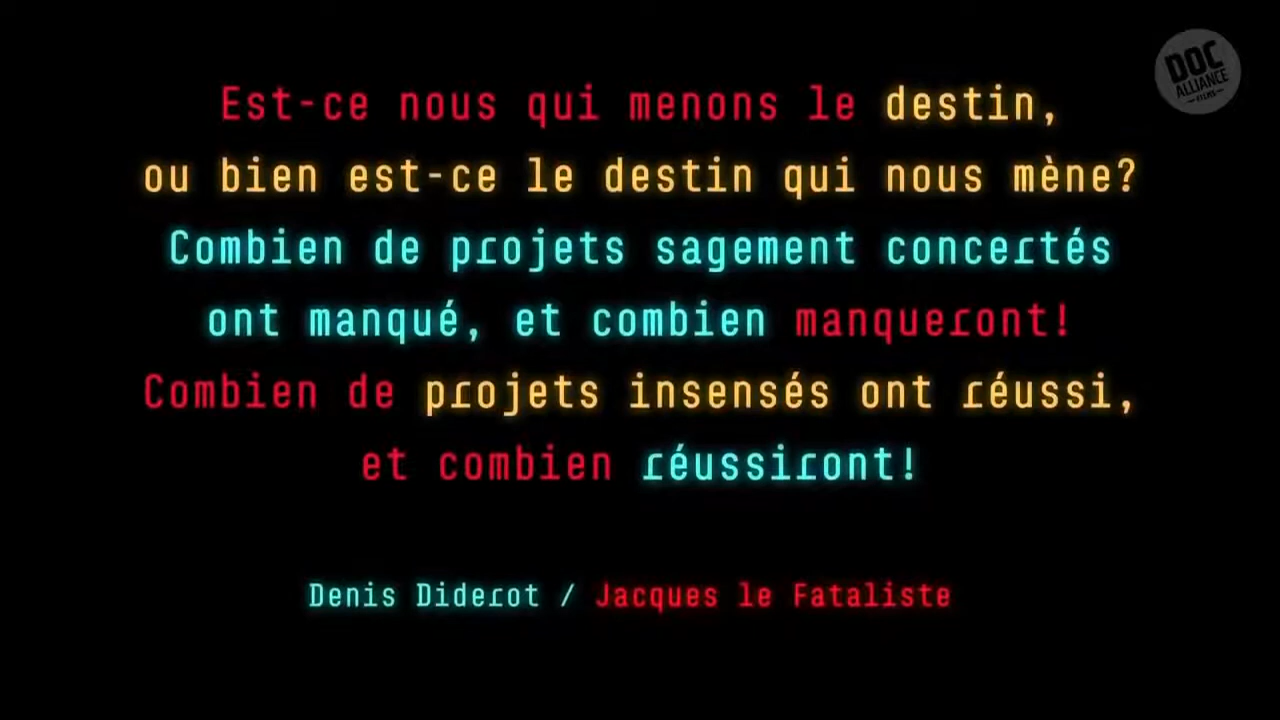 DOC
ALLIANCE
FILMS
Est-ce nous qui menons le destin,
ou bien est-ce le destin qui nous mène?
Combien de projets sagement concertés
ont manqué, et combien manqueront!
Combien de projets insensés ont réussi,
et combien réussiront!
Denis Diderot / Jacques le Fataliste